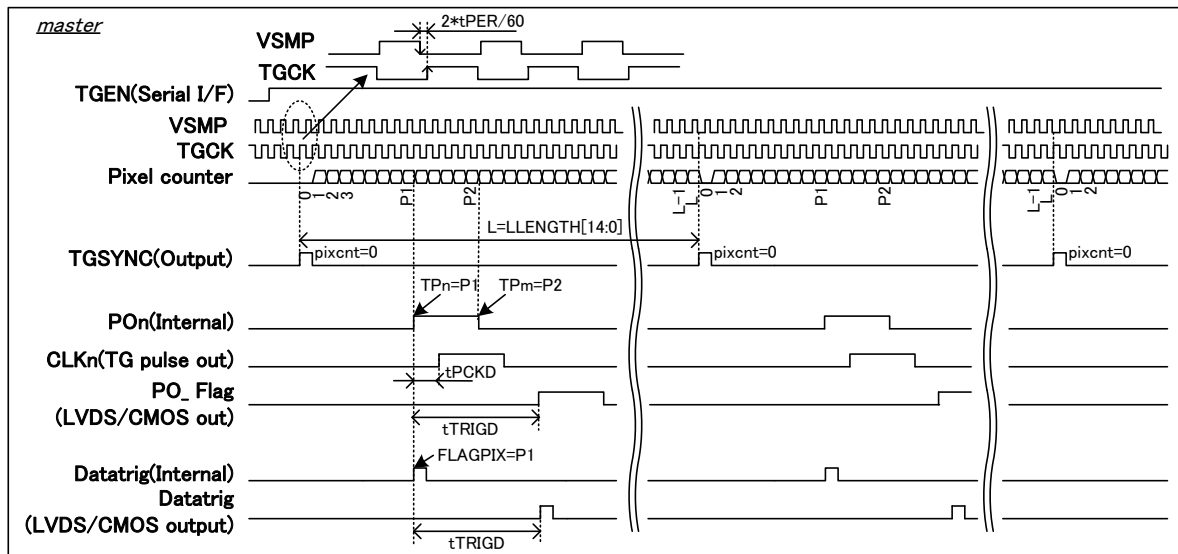 master
2*tPER/60
VSMP
TGCK
TGEN(Serial I/F)
VSMP
TGCK
Pixel counter
0 1 2 3 P1 P2 L-1 L 0 1 2 P1 P2 L-1 L 0 1 2
L=LLENGTH[14:0]
TGSYNC(Output)
pixcnt=0 pixcnt=0 pixcnt=0
TPn=P1 TPm=P2
POn(Internal)
CLKn(TG pulse out)
tPCKD
PO_ Flag
(LVDS/CMOS out)
tTRIGD
FLAGPIX=P1
Datatrig(Internal)
Datatrig
(LVDS/CMOS output)
tTRIGD